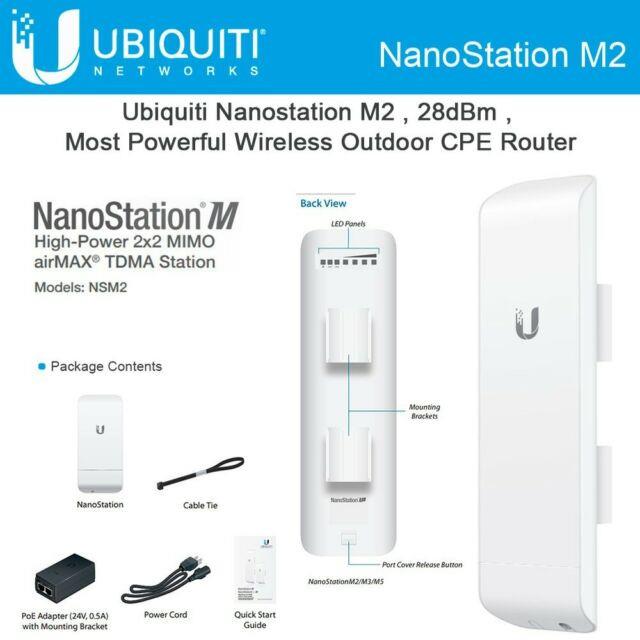 UBIQUITI
NETWORKS
NanoStation M2
Ubiquiti Nanostation M2 , 28dBm ,
Most Powerful Wireless Outdoor CPE Router
NanoStation M
High-Power 2x2 MIMO
airMAX® TDMA Station
Models: NSM2
Package Contents
NanoStation
Cable Tie
PoE Adapter (24V, 0.5A)
with Mounting Bracket
Power Cord
Quick Start
Guide
Back View
LED Panels
Mounting
Brackets
NanoStation M
Port Cover Release Button
NanoStationM2/M3/M5
NanoStation M